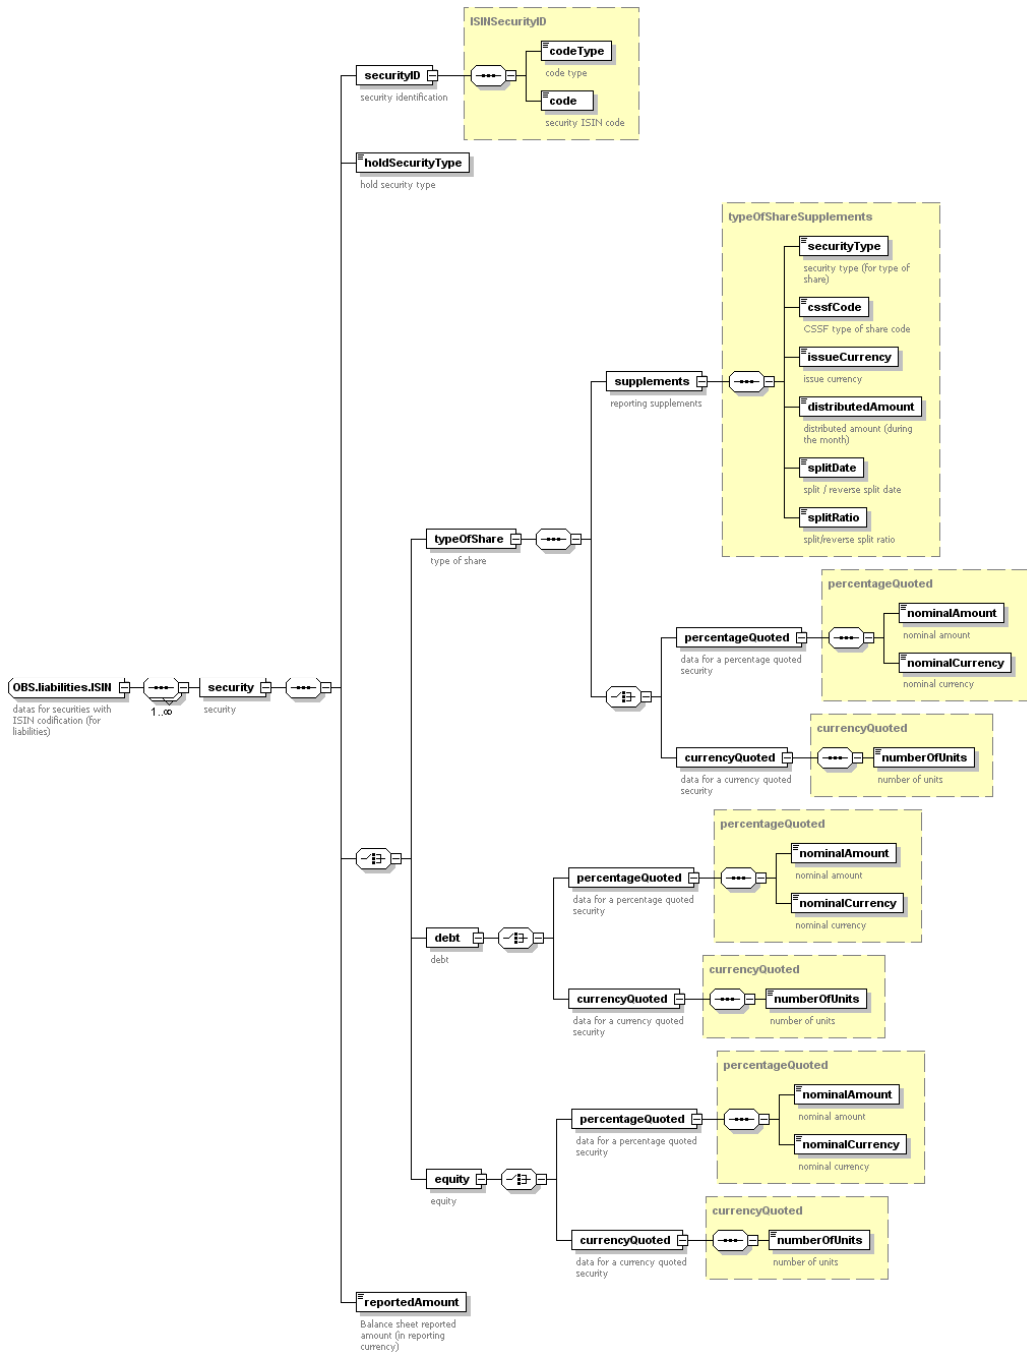 ISINSecurityID
codeType
code type
code
security ISIN code
securityID
security identification
holdSecurityType
hold security type
typeOfShareSupplements
securityType
security type (for type of
share)
cssfCode
CSSF type of share code
issueCurrency
issue currency
distributedAmount
distributed amount (during
the month)
splitDate
split / reverse split date
splitRatio
split/reverse split ratio
supplements
reporting supplements
typeOfShare
type of share
percentageQuoted
nominalAmount
nominal amount
nominalCurrency
nominal currency
percentageQuoted
data for a percentage quoted
security
currencyQuoted
numberOfUnits
number of units
currencyQuoted
data for a currency quoted
security
OBS.liabilities.ISIN
datas for securities with
ISIN codification (for
liabilities)
1..∞
security
security
percentageQuoted
nominalAmount
nominal amount
nominalCurrency
nominal currency
percentageQuoted
data for a percentage quoted
security
debt
debt
currencyQuoted
numberOfUnits
number of units
currencyQuoted
data for a currency quoted
security
percentageQuoted
nominalAmount
nominal amount
nominalCurrency
nominal currency
percentageQuoted
data for a percentage quoted
security
equity
equity
currencyQuoted
numberOfUnits
number of units
currencyQuoted
data for a currency quoted
security
reportedAmount
Balance sheet reported
amount (in reporting
currency)